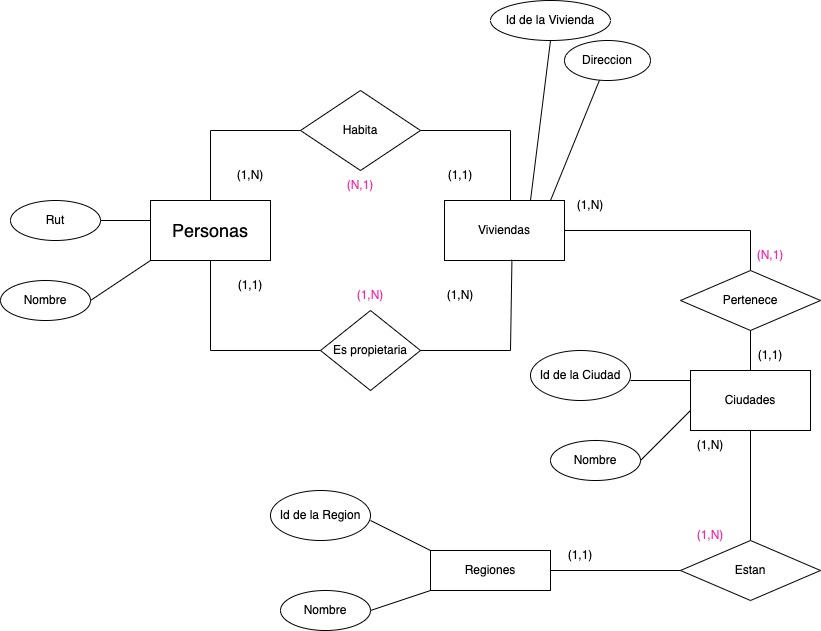 Id de la Vivienda
Direccion
Habita
(1,N)
(N,1)
(1,1)
Rut
Personas
Viviendas
(1,N)
(N,1)
Nombre
(1,1)
(1,N)
(1,N)
Pertenece
Es propietaria
(1,1)
Id de la Ciudad
Ciudades
(1,N)
Nombre
Id de la Region
(1,N)
(1,1)
Regiones
Estan
Nombre